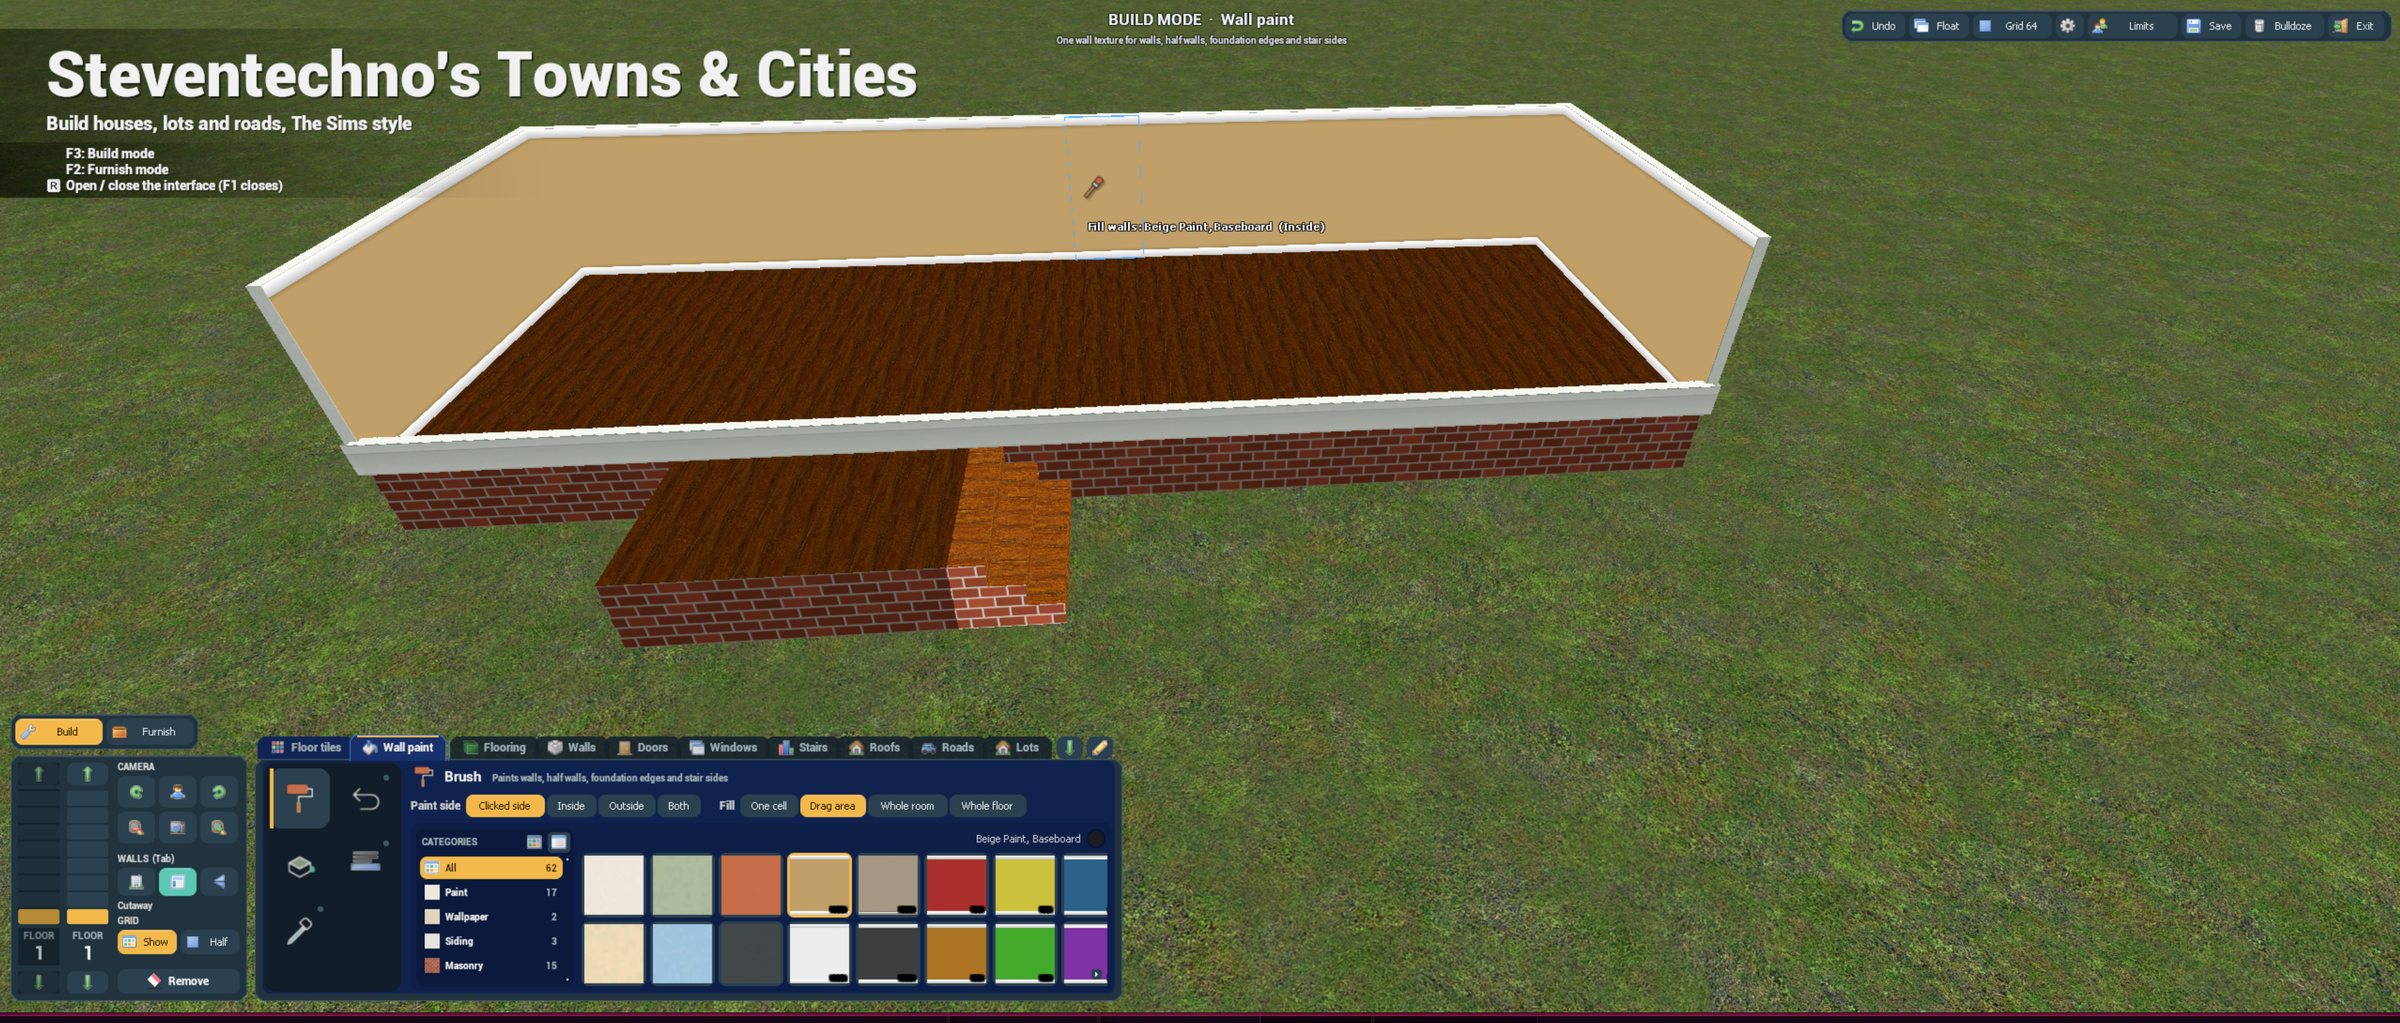 BUILD MODE · Wall paint
One wall texture for walls, half walls, foundation edges and stair sides
Undo Float Grid 64 Limits Save Bulldoze Exit
Steventechno's Towns & Cities
Build houses, lots and roads, The Sims style
F3: Build mode
F2: Furnish mode
R Open / close the interface (F1 closes)
Fill walls: Beige Paint, Baseboard (Inside)
Build Furnish
CAMERA
WALLS (Tab)
Cutaway
GRID
Show Half
FLOOR FLOOR
1 1
Remove
Floor tiles Wall paint Flooring Walls Doors Windows Stairs Roofs Roads Lots
Brush Paints walls, half walls, foundation edges and stair sides
Paint side Clicked side Inside Outside Both Fill One cell Drag area Whole room Whole floor
CATEGORIES
Beige Paint, Baseboard
All 62
Paint 17
Wallpaper 2
Siding 3
Masonry 15